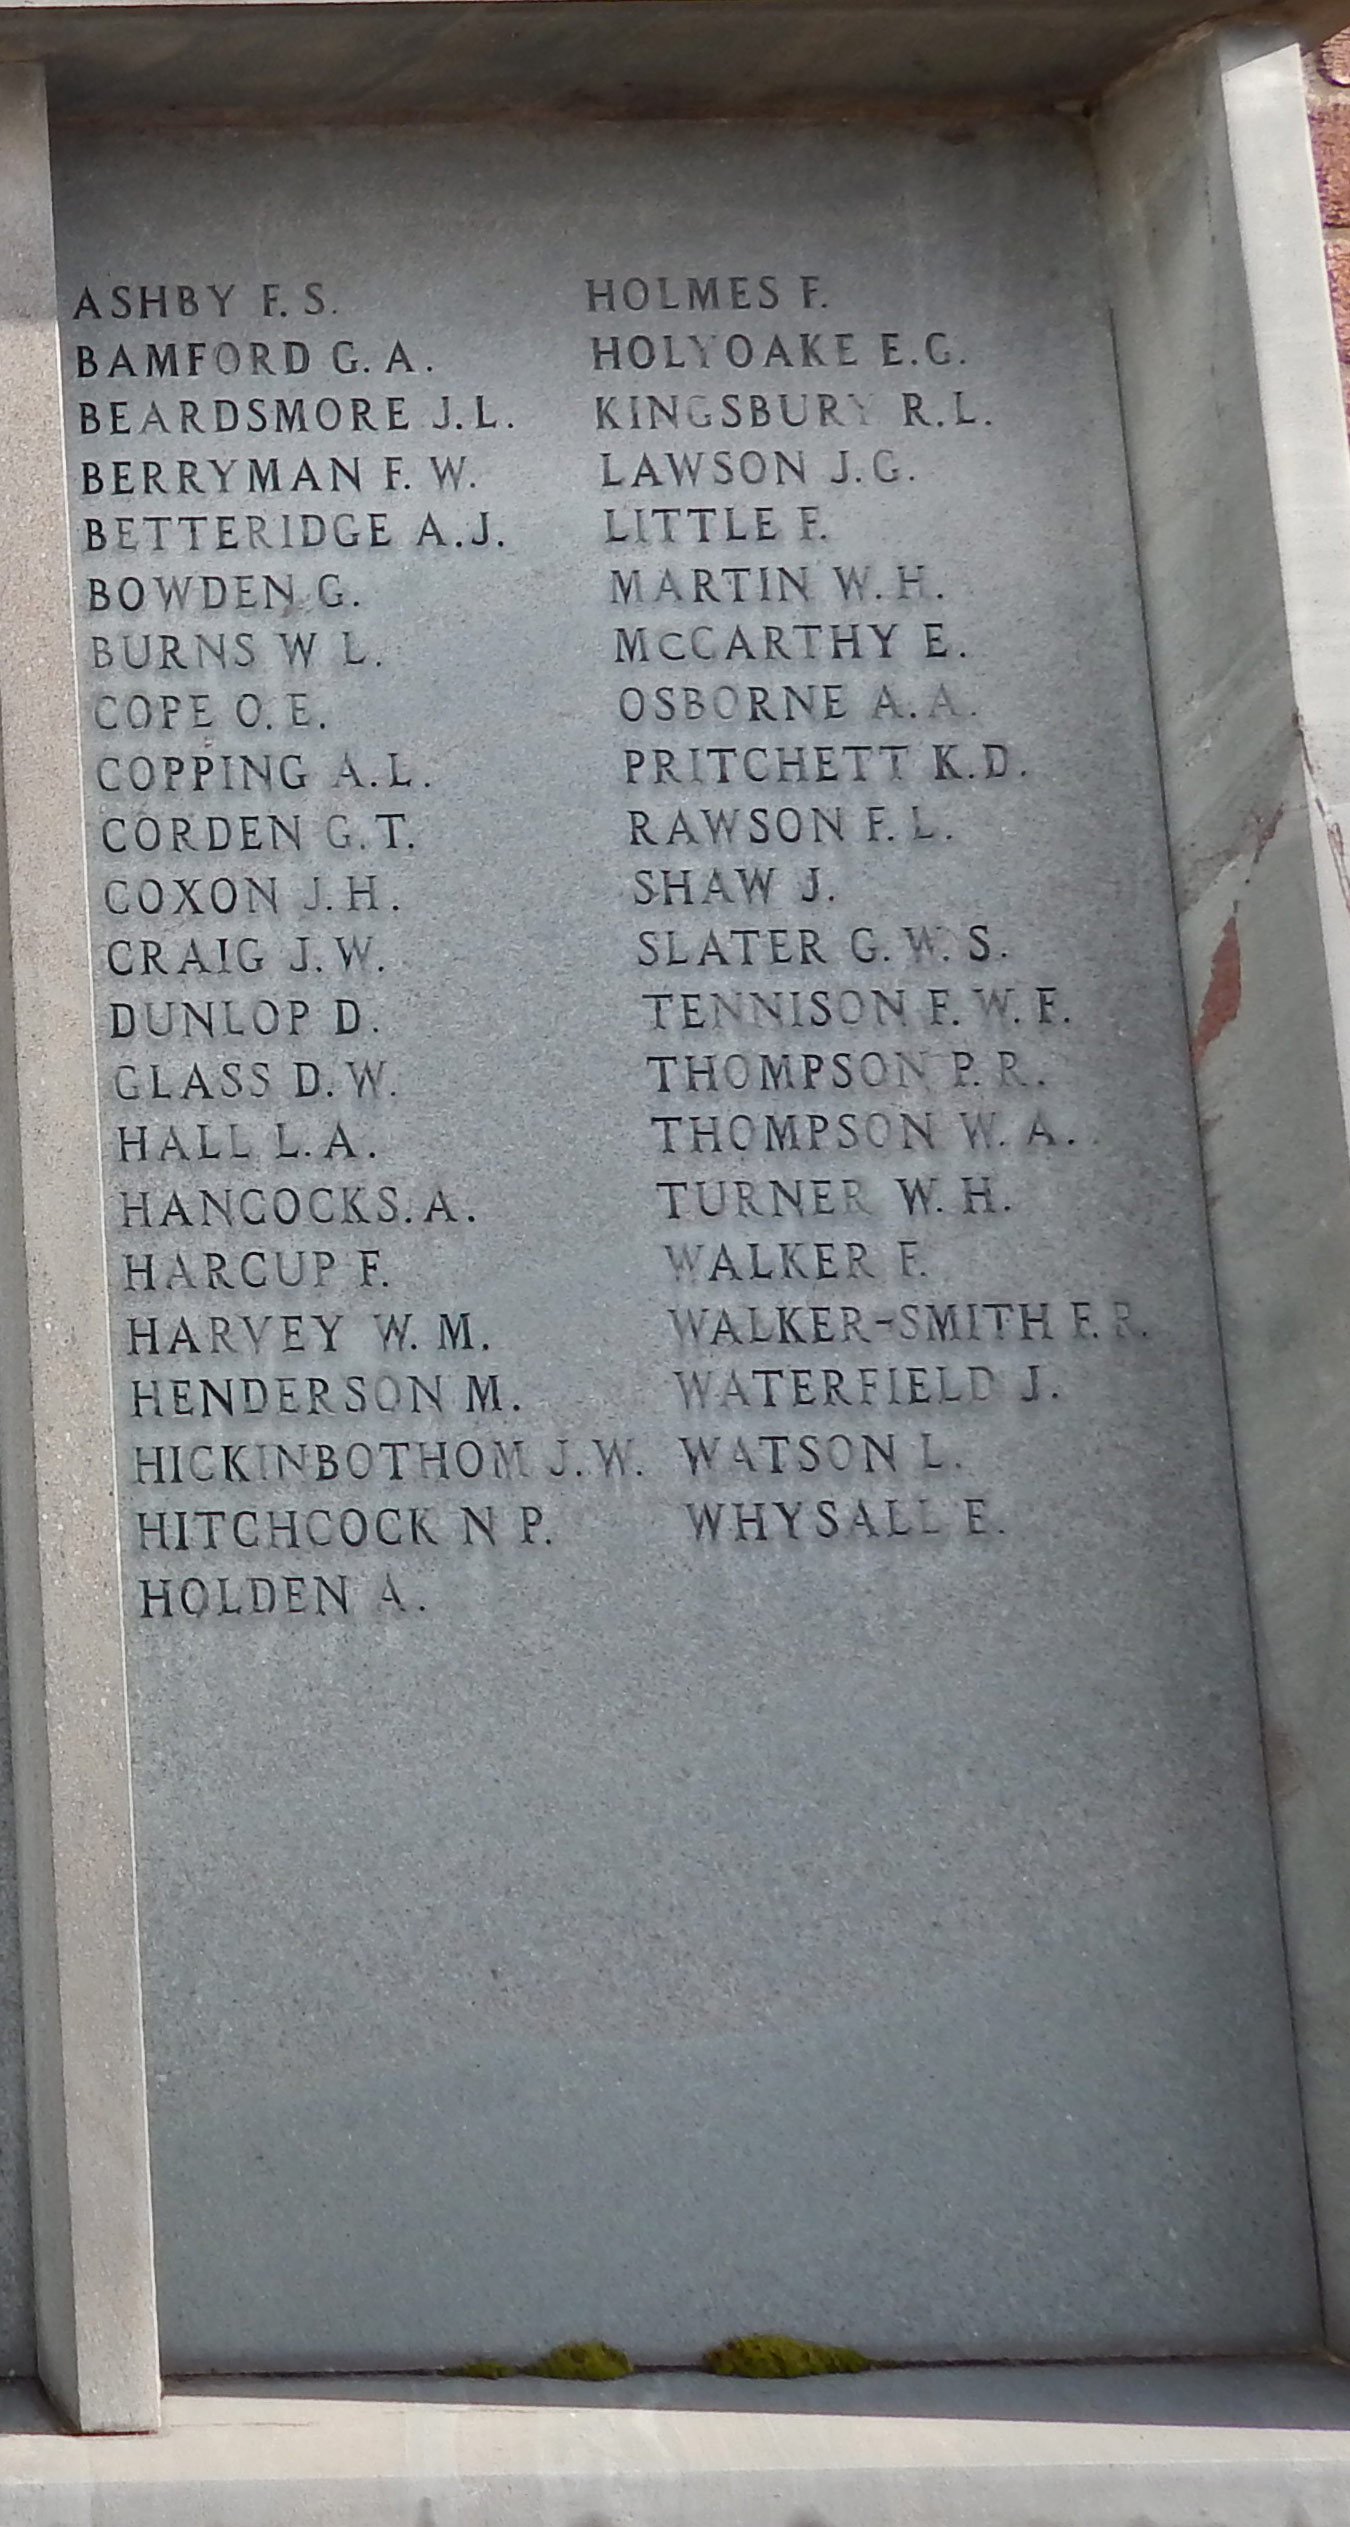 ASHBY F. S.
BAMFORD G. A.
BEARDSMORE J. L.
BERRYMAN F. W.
BETTERIDGE A. J.
BOWDEN G.
BURNS W L.
COPE O. E.
COPPING A. L.
CORDEN G. T.
COXON J. H.
CRAIG J. W.
DUNLOP D.
GLASS D. W.
HALL L. A.
HANCOCKS. A.
HARCUP F.
HARVEY W. M.
HENDERSON M.
HICKINBOTHOM J. W.
HITCHCOCK N P.
HOLDEN A.
HOLMES F.
HOLYOAKE E. G.
KINGSBURY R. L.
LAWSON J. G.
LITTLE F.
MARTIN W. H.
McCARTHY E.
OSBORNE A. A.
PRITCHETT K. D.
RAWSON F. L.
SHAW J.
SLATER G. W. S.
TENNISON F. W. F.
THOMPSON P. R.
THOMPSON W. A.
TURNER W. H.
WALKER F.
WALKER-SMITH F. R.
WATERFIELD J.
WATSON L.
WHYSALL E.